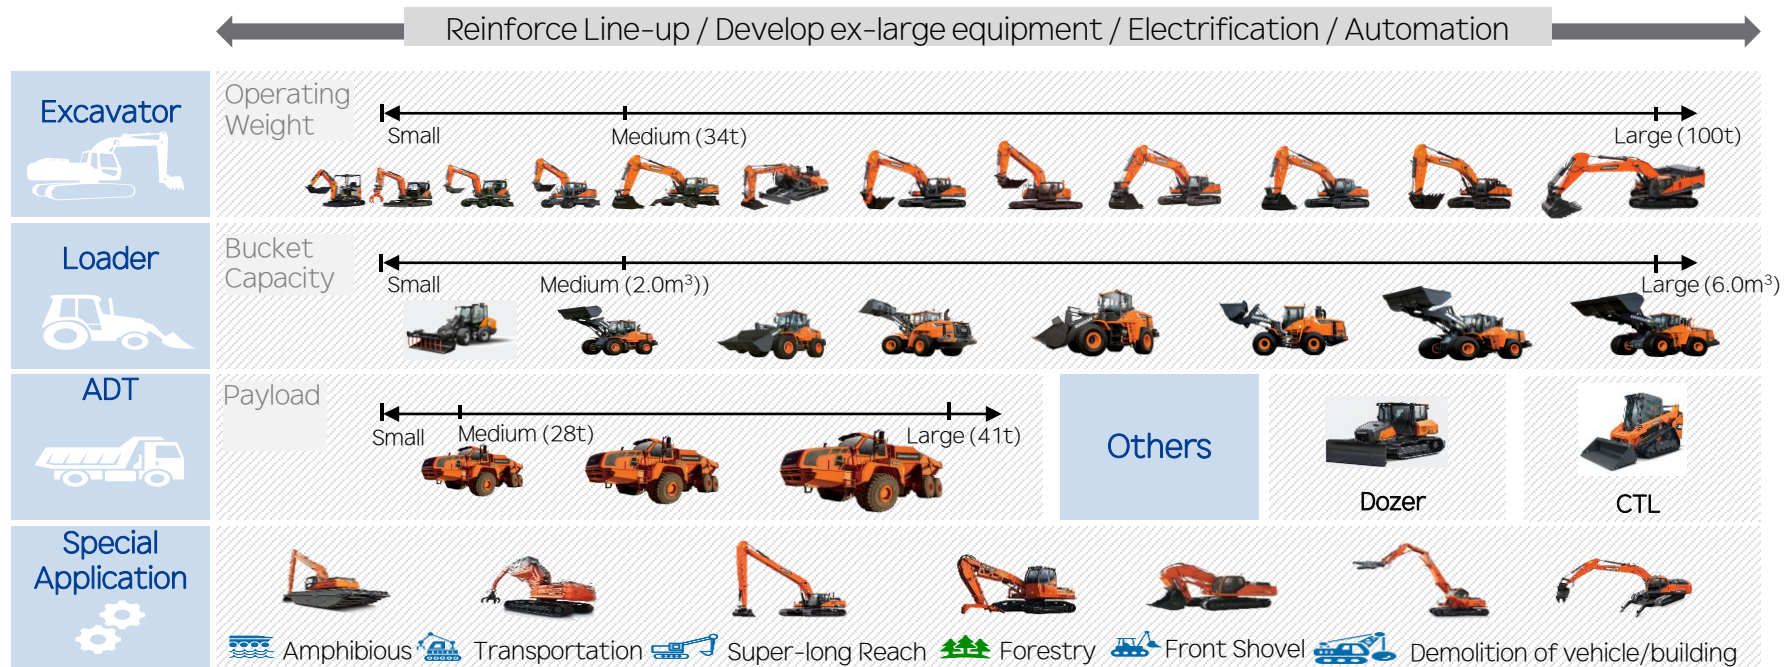 Reinforce Line-up / Develop ex-large equipment / Electrification / Automation
Excavator
Operating
Weight
Small
Medium (34t)
Large (100t)
Loader
Bucket
Capacity
Small
Medium (2.0m³))
Large (6.0m³)
ADT
Payload
Small
Medium (28t)
Large (41t)
Others
Dozer
CTL
Special
Application
Amphibious
Transportation
Super-long Reach
Forestry
Front Shovel
Demolition of vehicle/building